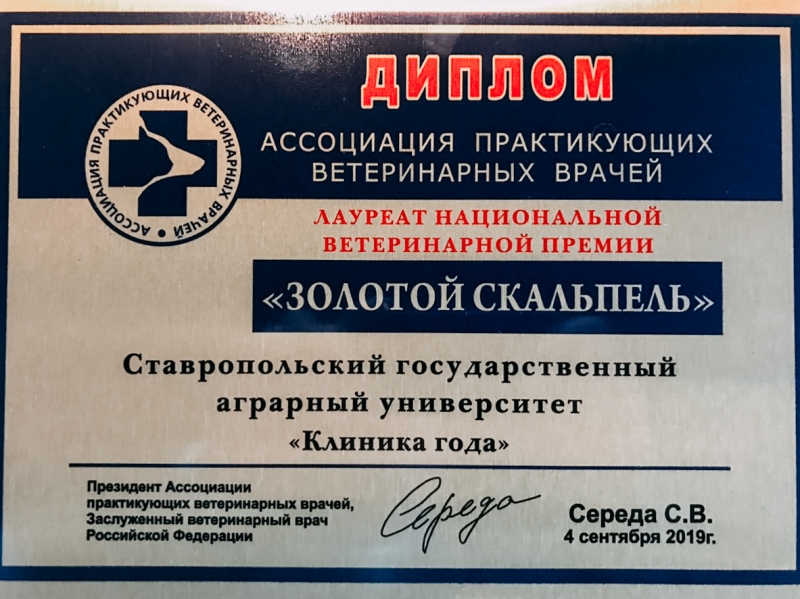 ДИПЛОМ
АССОЦИАЦИЯ ПРАКТИКУЮЩИХ ВЕТЕРИНАРНЫХ ВРАЧЕЙ
АССОЦИАЦИЯ ПРАКТИКУЮЩИХ
ВЕТЕРИНАРНЫХ ВРАЧЕЙ
ЛАУРЕАТ НАЦИОНАЛЬНОЙ
ВЕТЕРИНАРНОЙ ПРЕМИИ
«ЗОЛОТОЙ СКАЛЬПЕЛЬ»
Ставропольский государственный
аграрный университет
«Клиника года»
Президент Ассоциации
практикующих ветеринарных врачей,
Заслуженный ветеринарный врач
Российской Федерации
Середа
Середа С.В.
4 сентября 2019г.